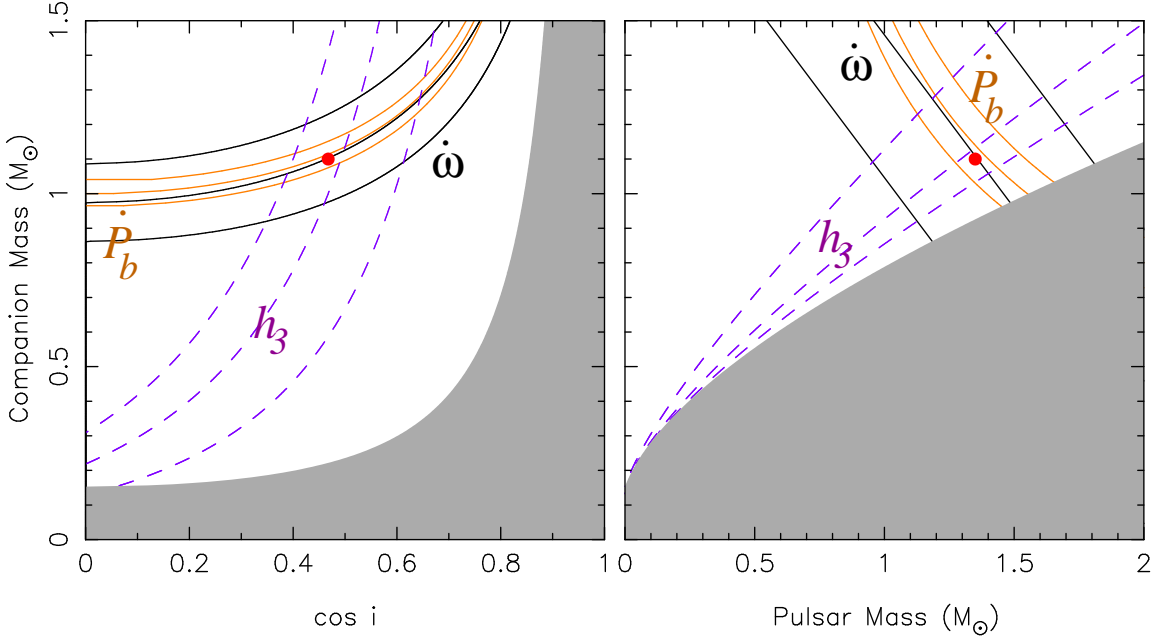 Companion Mass (M☉)
1.5
1
0.5
0
ω̇
Ṗb
h3
0 0.2 0.4 0.6 0.8 1
cos i
ω̇
Ṗb
h3
0 0.5 1 1.5 2
Pulsar Mass (M☉)